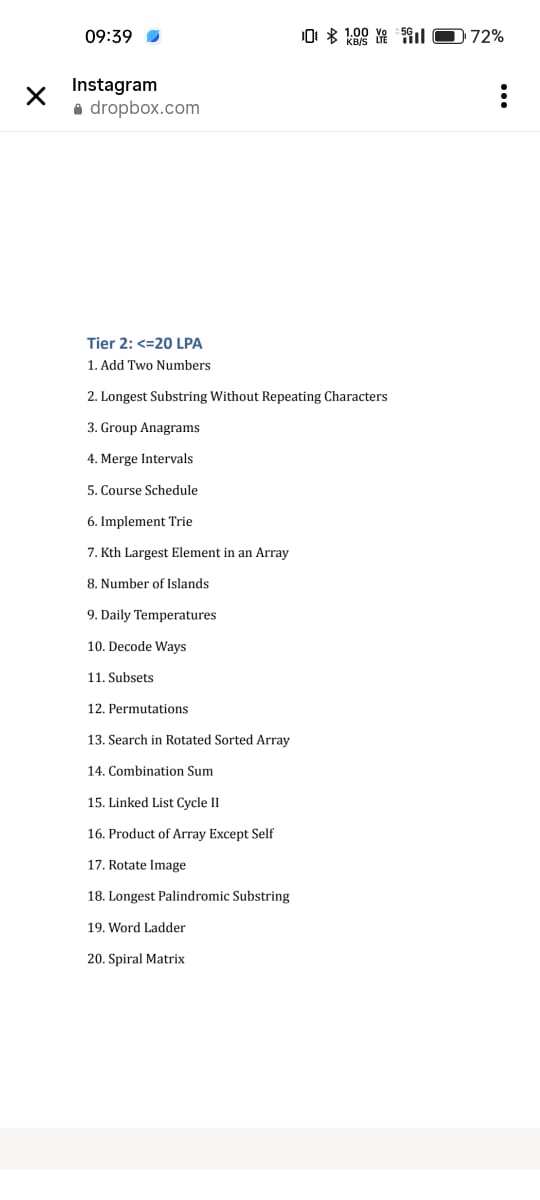 09:39 1.00 KB/S Vo LTE 5G 72%
Instagram
dropbox.com
Tier 2: <=20 LPA
1. Add Two Numbers
2. Longest Substring Without Repeating Characters
3. Group Anagrams
4. Merge Intervals
5. Course Schedule
6. Implement Trie
7. Kth Largest Element in an Array
8. Number of Islands
9. Daily Temperatures
10. Decode Ways
11. Subsets
12. Permutations
13. Search in Rotated Sorted Array
14. Combination Sum
15. Linked List Cycle II
16. Product of Array Except Self
17. Rotate Image
18. Longest Palindromic Substring
19. Word Ladder
20. Spiral Matrix